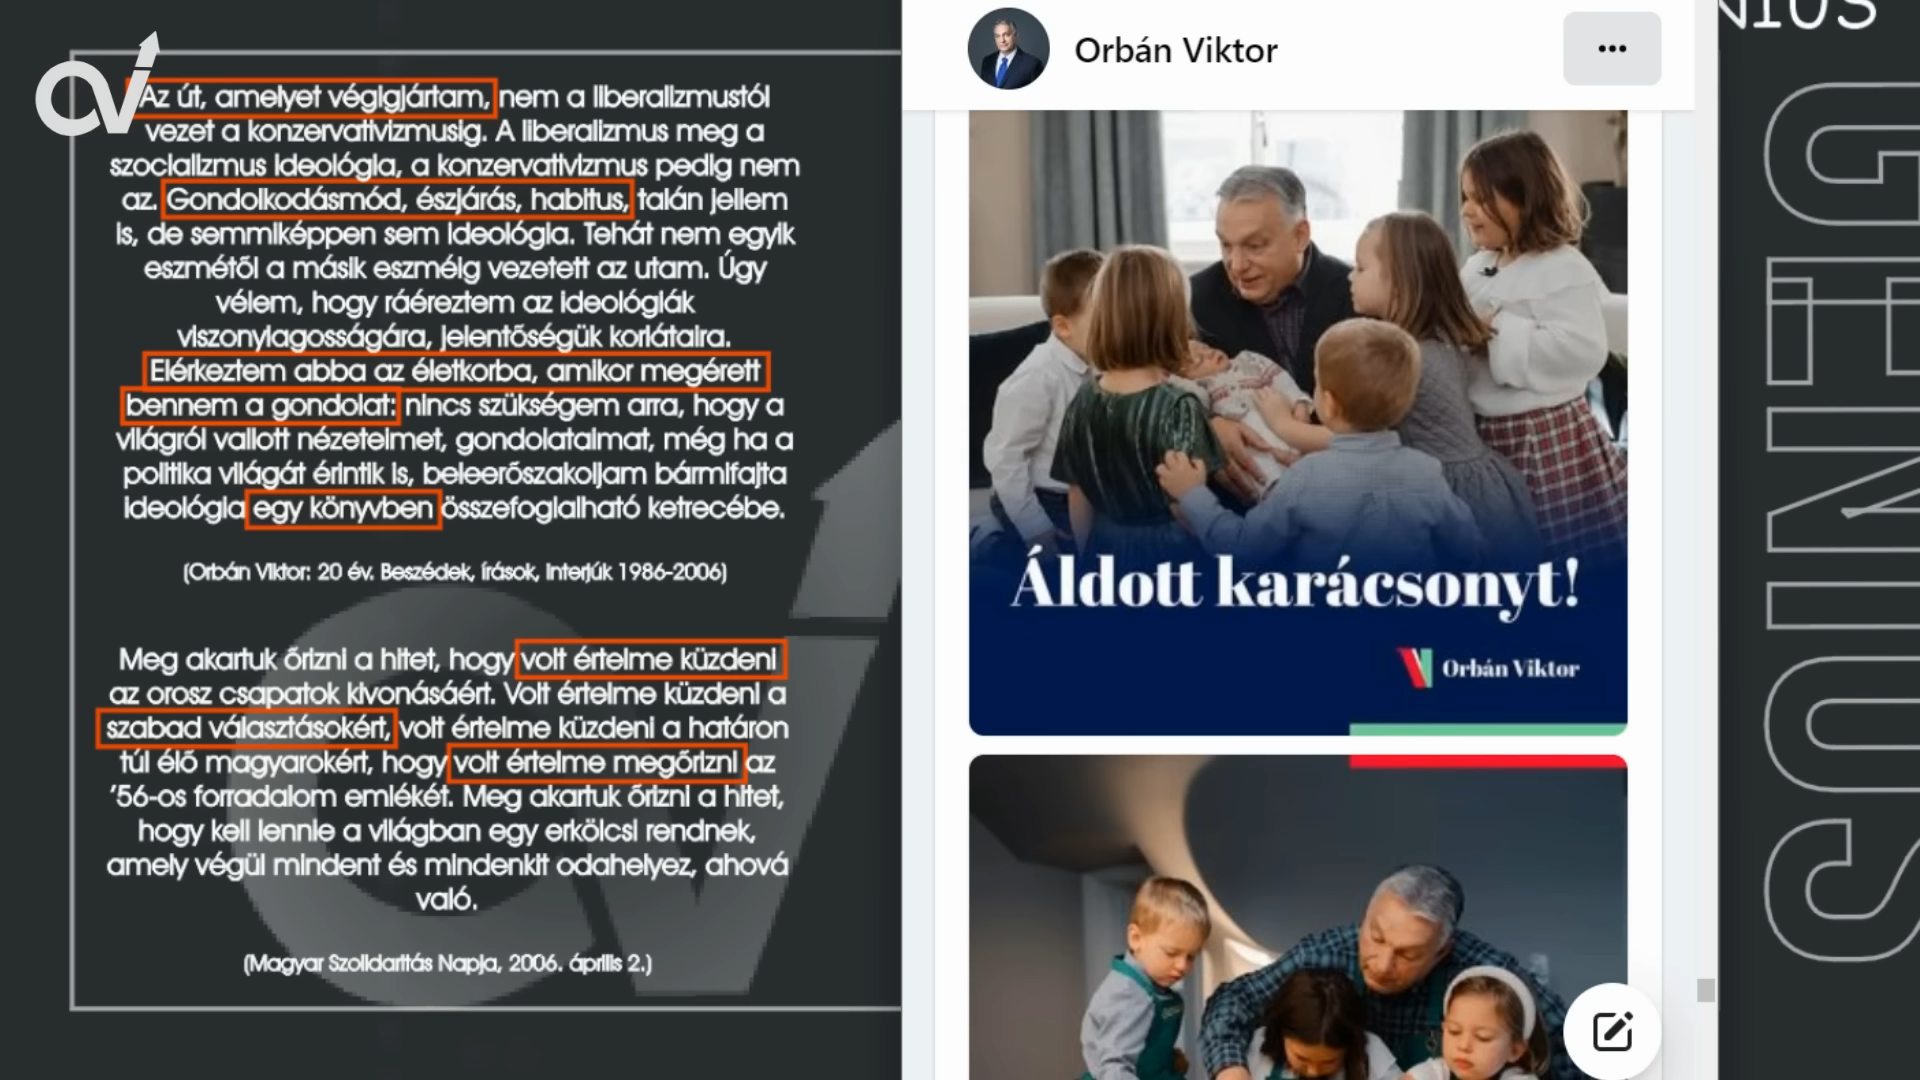 Az út, amelyet végigjártam, nem a liberalizmustól
vezet a konzervativizmusig. A liberalizmus meg a
szocializmus ideológia, a konzervativizmus pedig nem
az. Gondolkodásmód, észjárás, habitus, talán jellem
is, de semmiképpen sem ideológia. Tehát nem egyik
eszmétől a másik eszméig vezetett az utam. Úgy
vélem, hogy ráéreztem az ideológiák
viszonylagosságára, jelentőségük korlátaira.
Elérkeztem abba az életkorba, amikor megérett
bennem a gondolat: nincs szükségem arra, hogy a
világról vallott nézeteimet, gondolataimat, még ha a
politika világát érintik is, beleerőszakoljam bármifajta
ideológia egy könyvben összefoglalható ketrecébe.
(Orbán Viktor: 20 év. Beszédek, írások, interjúk 1986-2006)
Meg akartuk őrizni a hitet, hogy volt értelme küzdeni
az orosz csapatok kivonásáért. Volt értelme küzdeni a
szabad választásokért, volt értelme küzdeni a határon
túl élő magyarokért, hogy volt értelme megőrizni az
'56-os forradalom emlékét. Meg akartuk őrizni a hitet,
hogy kell lennie a világban egy erkölcsi rendnek,
amely végül mindent és mindenkit odahelyez, ahová
való.
(Magyar Szolidaritás Napja, 2006. április 2.)
Orbán Viktor
Áldott karácsonyt!
Orbán Viktor
NIUS
GENIUS